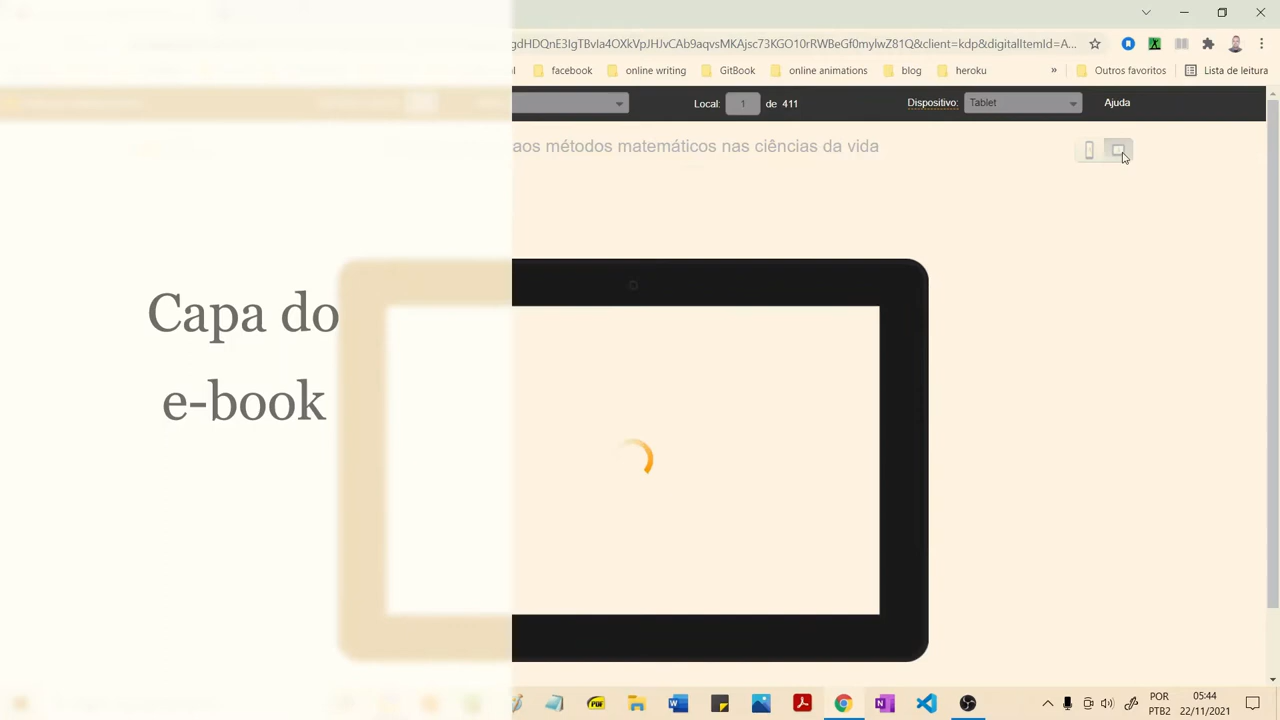 gdHDQnE3IgTBvIa4OXkVpJHJvCAb9aqvsMKAjsc73KGO10rRWBeGf0mylwZ81Q&client=kdp&digitalItemId=A...
facebook
online writing
GitBook
online animations
blog
heroku
»
Outros favoritos
Lista de leitura
Local: 1 de 411
Dispositivo: Tablet
Ajuda
aos métodos matemáticos nas ciências da vida
Capa do
e-book
POR
PTB2
05:44
22/11/2021